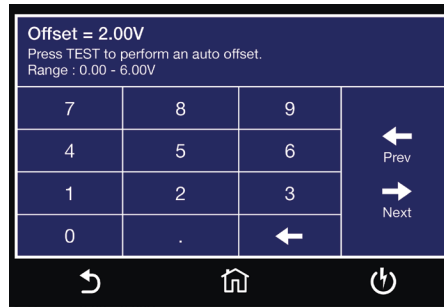 Offset = 2.00V
Press TEST to perform an auto offset.
Range : 0.00 - 6.00V
7 8 9
4 5 6
Prev
1 2 3
Next
0 .